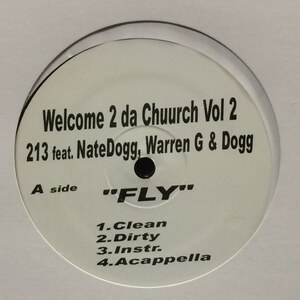 Welcome 2 da Chuurch Vol 2
213 feat. NateDogg, Warren G & Dogg
A side
"FLY"
1.Clean
2.Dirty
3.Instr.
4.Acappella